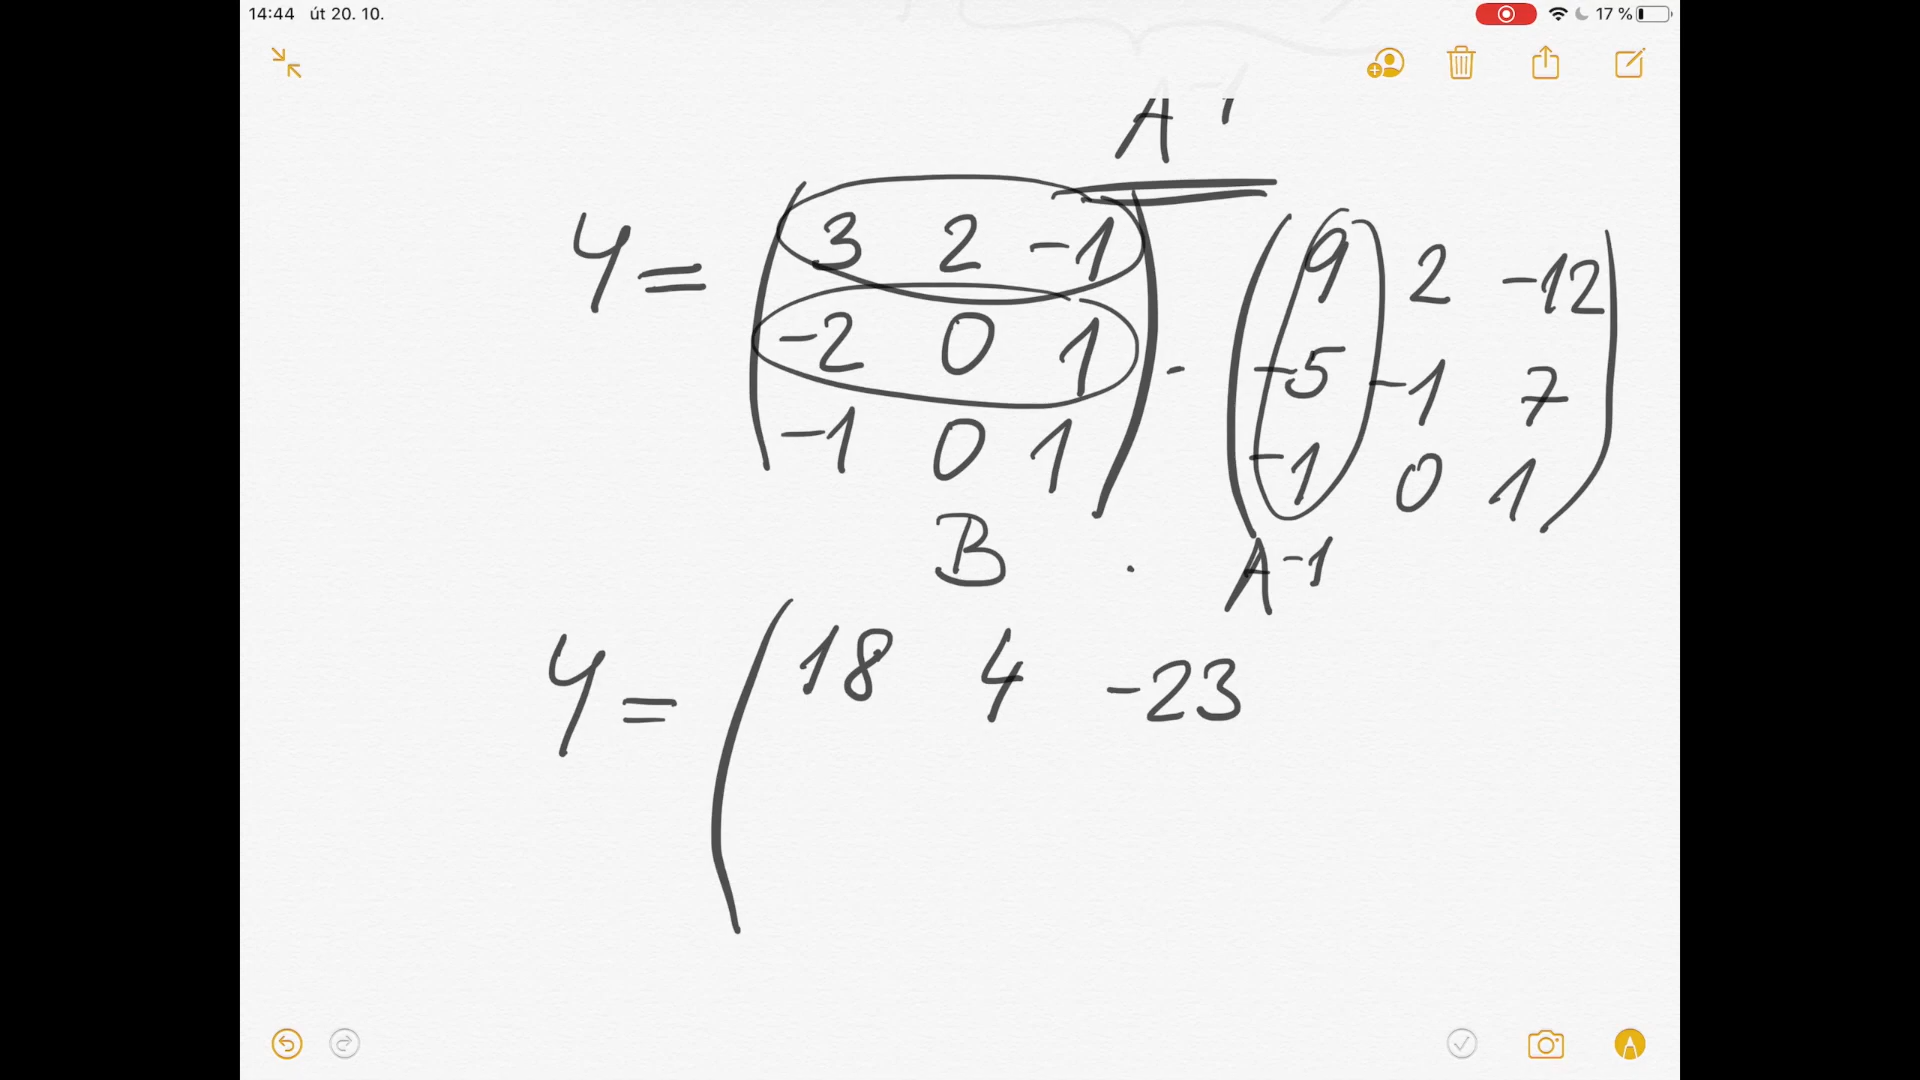 14:44 út 20. 10. 17 %
A⁻¹
Y = ( 3 2 -1 ) ( 9 2 -12 )
-2 0 1 · -5 -1 7
-1 0 1 -1 0 1
B · A⁻¹
Y = ( 18 4 -23